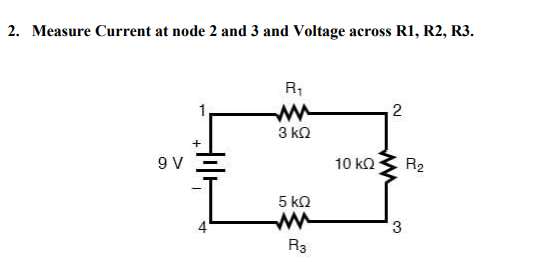 2. Measure Current at node 2 and 3 and Voltage across R1, R2, R3.
R1
1
2
3 kΩ
+
9 V
10 kΩ
R2
−
5 kΩ
4
3
R3